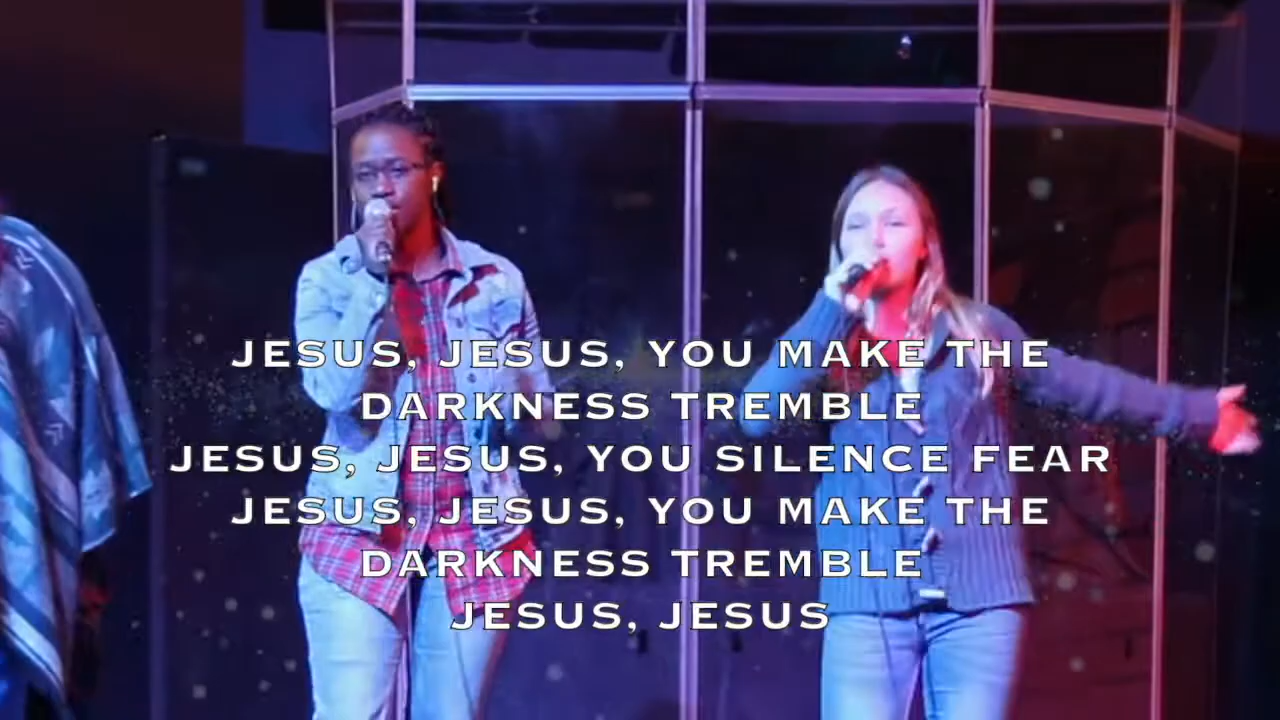 JESUS, JESUS, YOU MAKE THE
DARKNESS TREMBLE
JESUS, JESUS, YOU SILENCE FEAR
JESUS, JESUS, YOU MAKE THE
DARKNESS TREMBLE
JESUS, JESUS